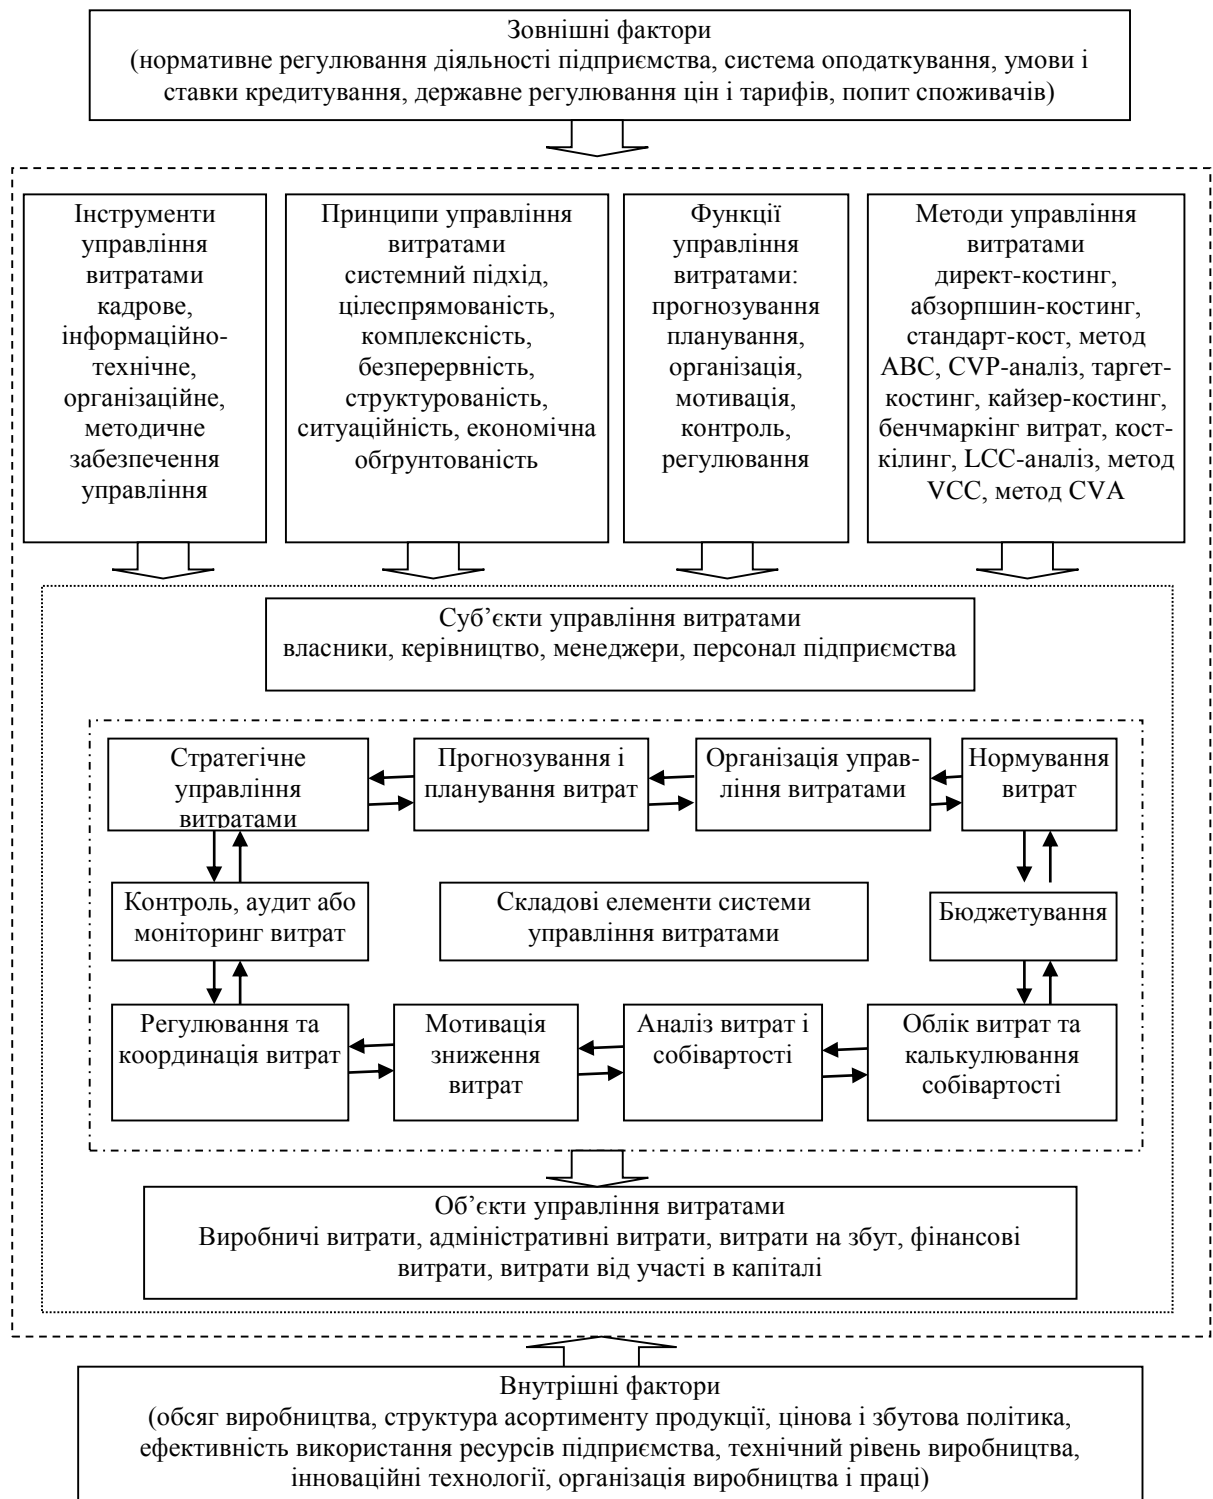 Зовнішні фактори
(нормативне регулювання діяльності підприємства, система оподаткування, умови і
ставки кредитування, державне регулювання цін і тарифів, попит споживачів)
Інструменти
управління
витратами
кадрове,
інформаційно-
технічне,
організаційне,
методичне
забезпечення
управління
Принципи управління
витратами
системний підхід,
цілеспрямованість,
комплексність,
безперервність,
структурованість,
ситуаційність, економічна
обґрунтованість
Функції
управління
витратами:
прогнозування
планування,
організація,
мотивація,
контроль,
регулювання
Методи управління
витратами
директ-костинг,
абзорпшин-костинг,
стандарт-кост, метод
АВС, CVP-аналіз, таргет-
костинг, кайзер-костинг,
бенчмаркінг витрат, кост-
кілинг, LCC-аналіз, метод
VCC, метод CVA
Суб’єкти управління витратами
власники, керівництво, менеджери, персонал підприємства
Стратегічне
управління
витратами
Прогнозування і
планування витрат
Організація управ-
ління витратами
Нормування
витрат
Контроль, аудит або
моніторинг витрат
Складові елементи системи
управління витратами
Бюджетування
Регулювання та
координація витрат
Мотивація
зниження
витрат
Аналіз витрат і
собівартості
Облік витрат та
калькулювання
собівартості
Об’єкти управління витратами
Виробничі витрати, адміністративні витрати, витрати на збут, фінансові
витрати, витрати від участі в капіталі
Внутрішні фактори
(обсяг виробництва, структура асортименту продукції, цінова і збутова політика,
ефективність використання ресурсів підприємства, технічний рівень виробництва,
інноваційні технології, організація виробництва і праці)